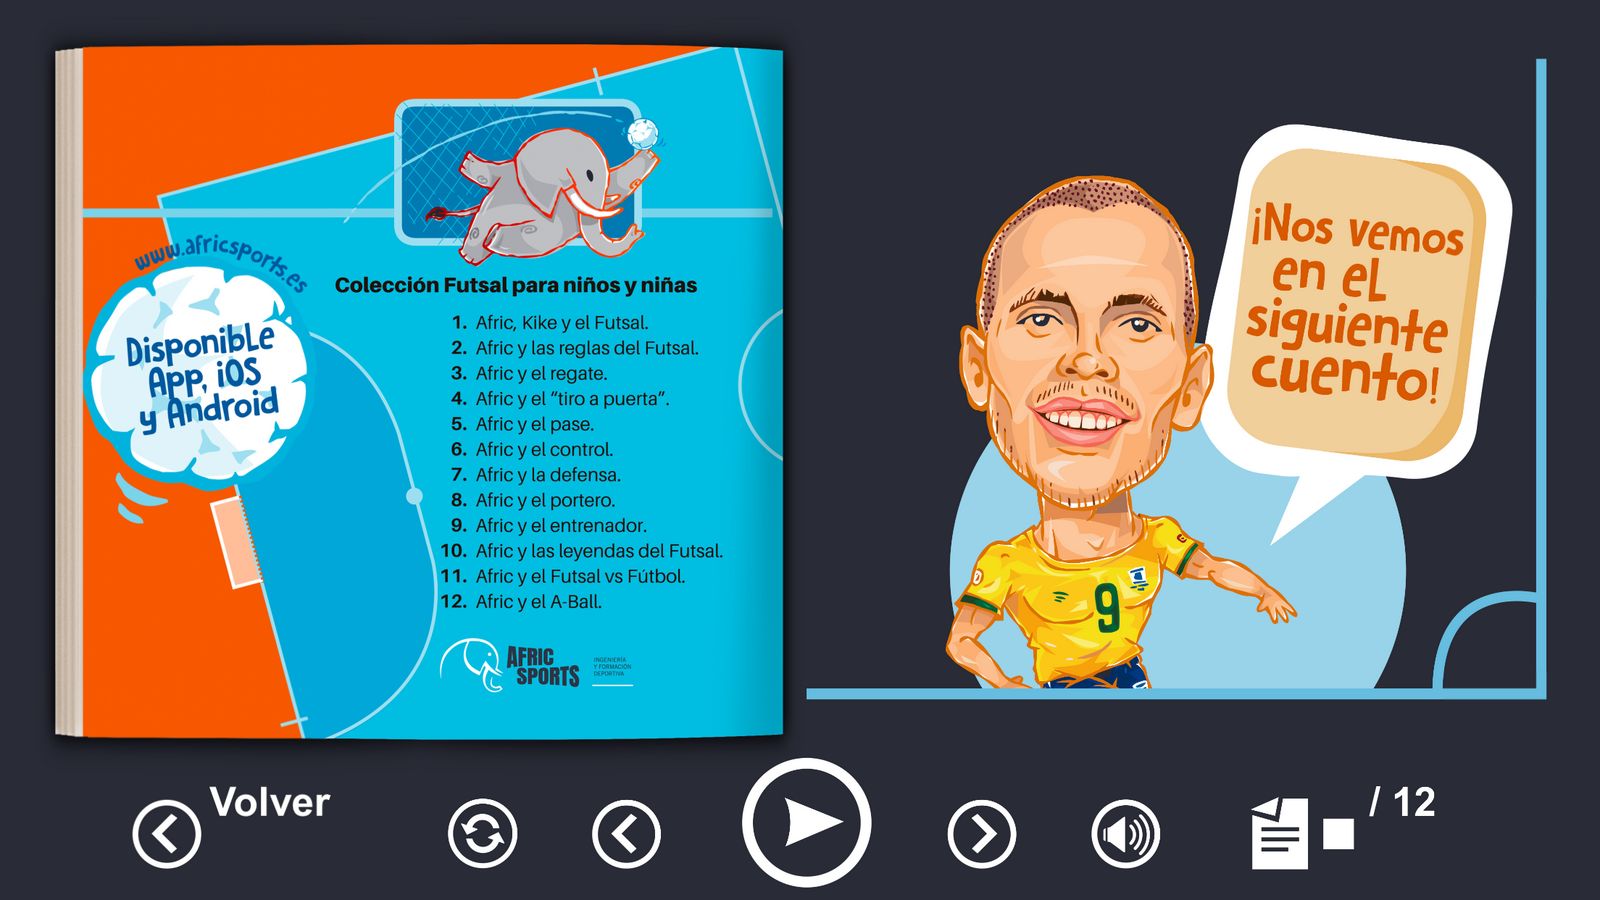 www.africsports.es
Disponible
App, iOS
y Android
Colección Futsal para niños y niñas
1. Afric, Kike y el Futsal.
2. Afric y las reglas del Futsal.
3. Afric y el regate.
4. Afric y el “tiro a puerta”.
5. Afric y el pase.
6. Afric y el control.
7. Afric y la defensa.
8. Afric y el portero.
9. Afric y el entrenador.
10. Afric y las leyendas del Futsal.
11. Afric y el Futsal vs Fútbol.
12. Afric y el A-Ball.
AFRIC
SPORTS
INGENIERÍA
Y FORMACIÓN
DEPORTIVA
¡Nos vemos
en el
siguiente
cuento!
9
Volver
/ 12